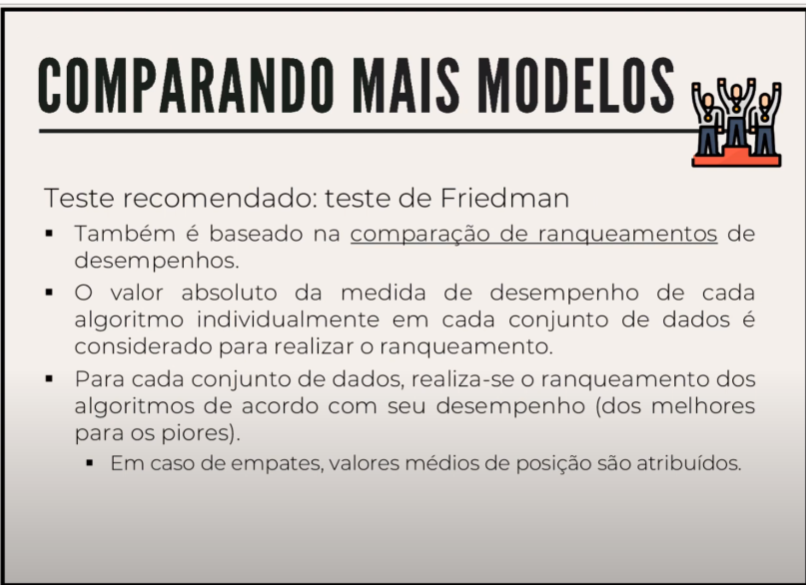 COMPARANDO MAIS MODELOS
Teste recomendado: teste de Friedman
▪ Também é baseado na comparação de ranqueamentos de
desempenhos.
▪ O valor absoluto da medida de desempenho de cada
algoritmo individualmente em cada conjunto de dados é
considerado para realizar o ranqueamento.
▪ Para cada conjunto de dados, realiza-se o ranqueamento dos
algoritmos de acordo com seu desempenho (dos melhores
para os piores).
▪ Em caso de empates, valores médios de posição são atribuídos.